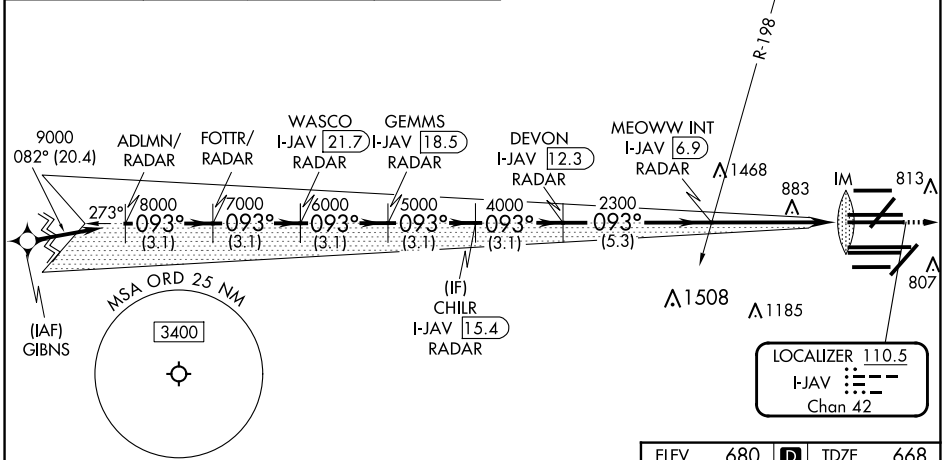 R-198
9000
082° (20.4)
ADLMN/
RADAR
FOTTR/
RADAR
WASCO
I-JAV 21.7
RADAR
GEMMS
I-JAV 18.5
RADAR
DEVON
I-JAV 12.3
RADAR
MEOWW INT
I-JAV 6.9
RADAR
1468
883
IM
813
273°
8000
093°
(3.1)
7000
093°
(3.1)
6000
093°
(3.1)
5000
093°
(3.1)
4000
093°
(3.1)
2300
093°
(5.3)
807
(IAF)
GIBNS
MSA ORD 25 NM
3400
(IF)
CHILR
I-JAV 15.4
RADAR
1508
1185
LOCALIZER 110.5
I-JAV
Chan 42
ELEV 680 D TDZE 668